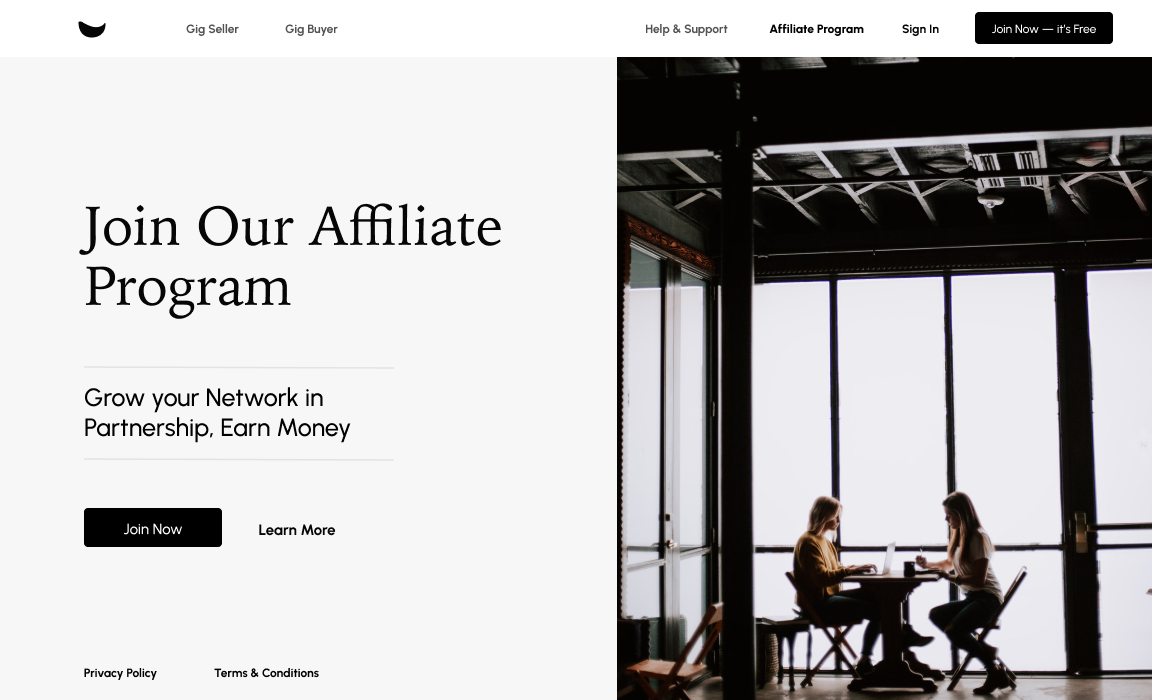 Gig Seller
Gig Buyer
Help & Support
Affiliate Program
Sign In
Join Now — it's Free
Join Our Affiliate
Program
Grow your Network in
Partnership, Earn Money
Join Now
Learn More
Privacy Policy
Terms & Conditions